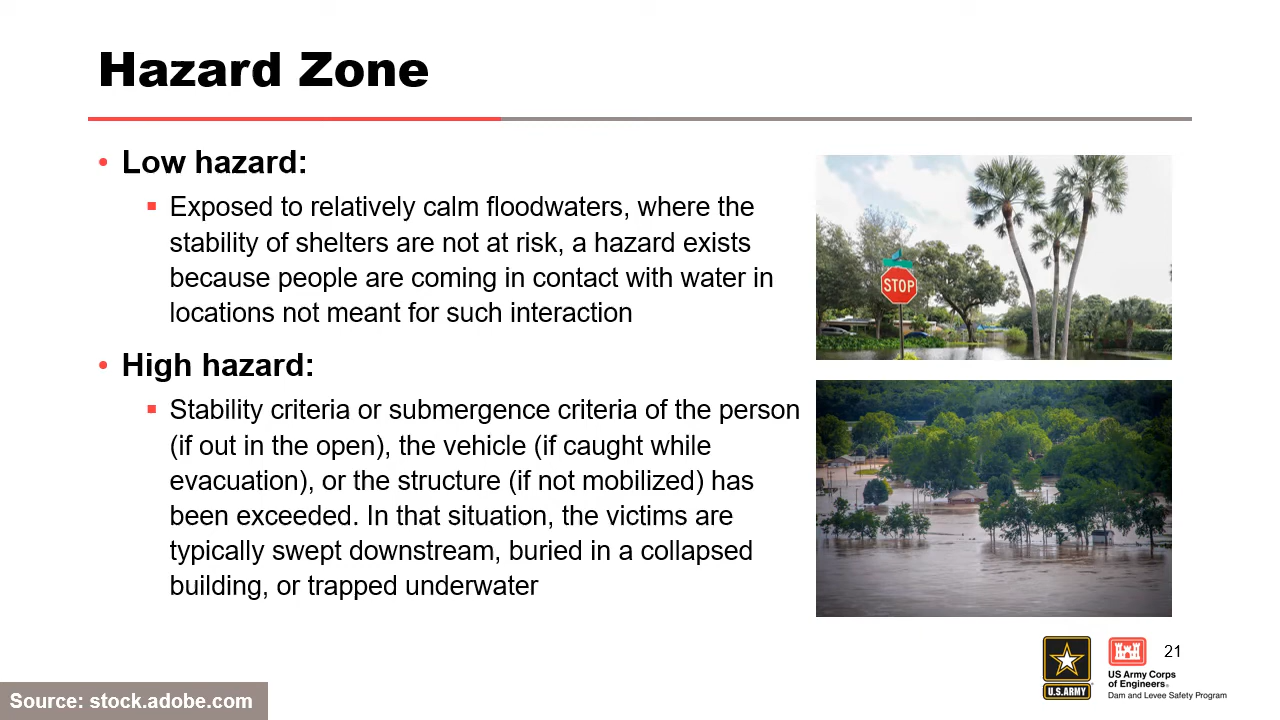 Hazard Zone
• Low hazard:
▪ Exposed to relatively calm floodwaters, where the
stability of shelters are not at risk, a hazard exists
because people are coming in contact with water in
locations not meant for such interaction
STOP
• High hazard:
▪ Stability criteria or submergence criteria of the person
(if out in the open), the vehicle (if caught while
evacuation), or the structure (if not mobilized) has
been exceeded. In that situation, the victims are
typically swept downstream, buried in a collapsed
building, or trapped underwater
U.S.ARMY
US Army Corps
of Engineers®
Dam and Levee Safety Program
21
Source: stock.adobe.com